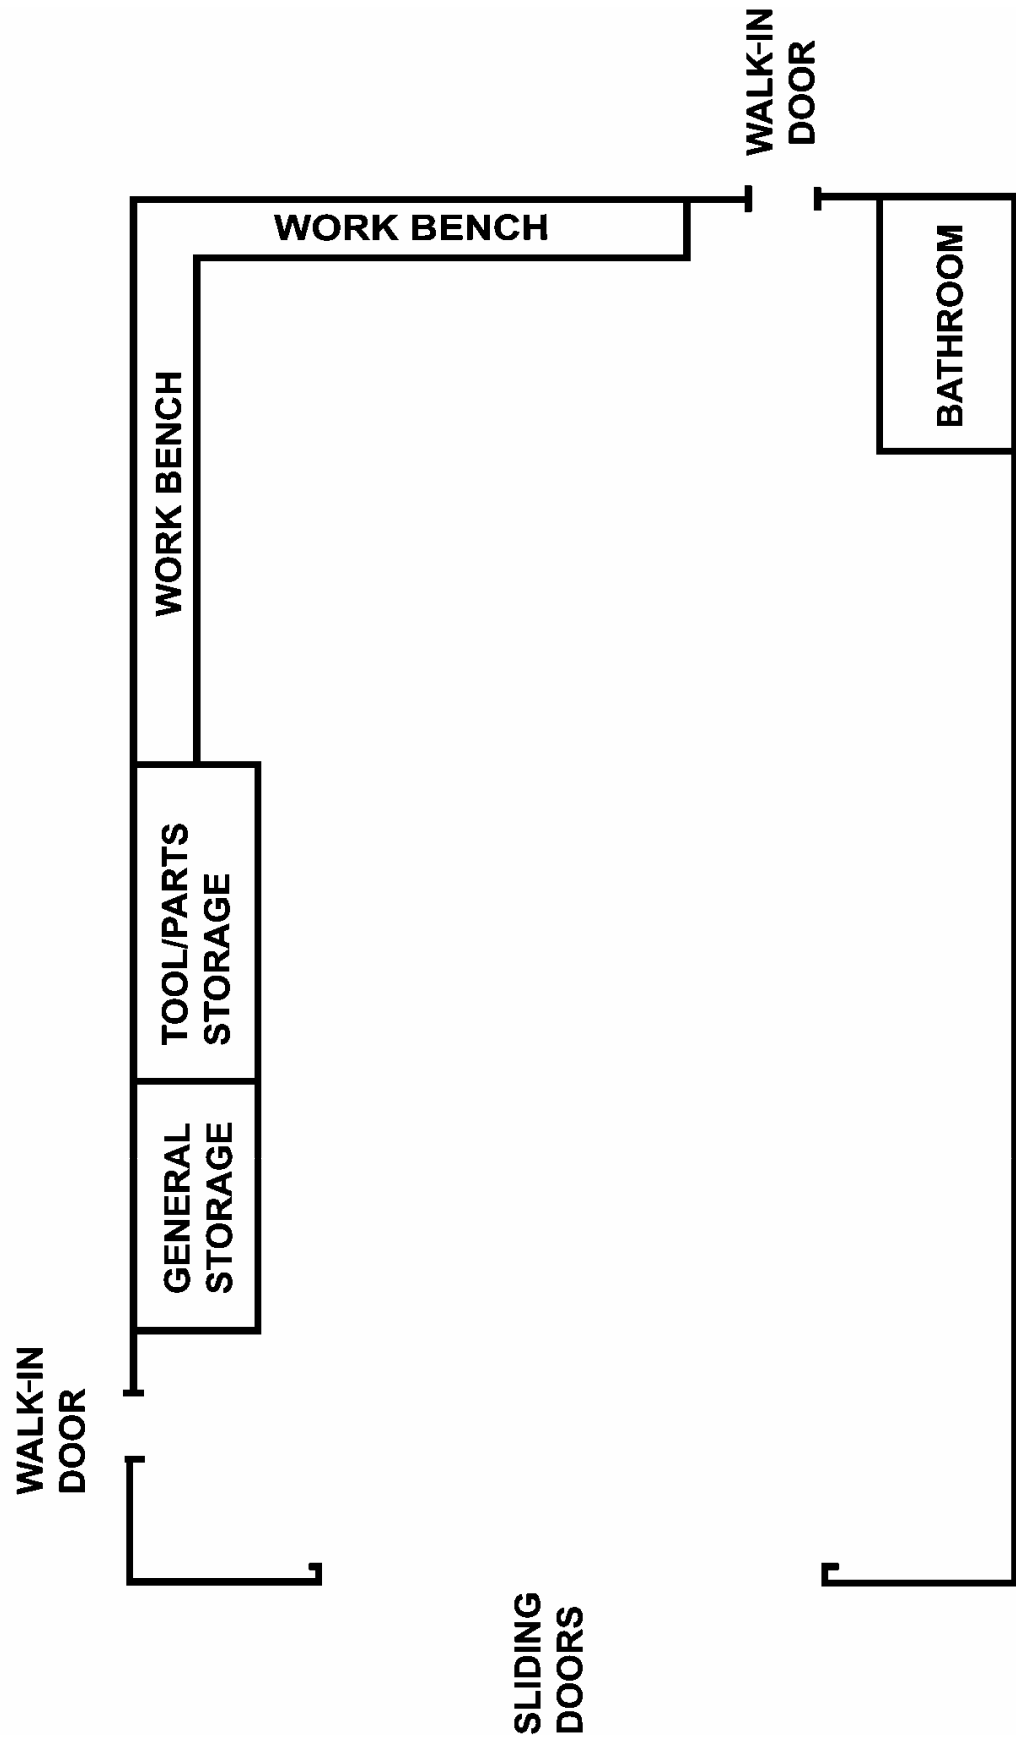 WALK-IN
DOOR
WORK BENCH
BATHROOM
WORK BENCH
TOOL/PARTS
STORAGE
GENERAL
STORAGE
WALK-IN
DOOR
SLIDING
DOORS